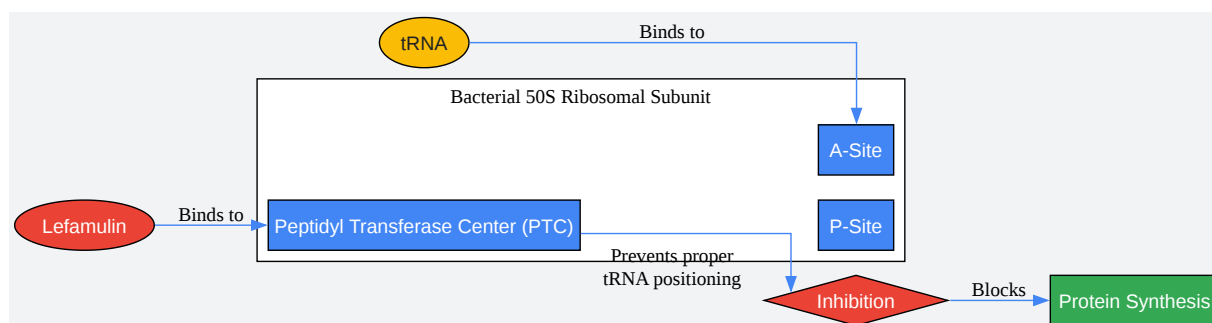 tRNA
Binds to
Bacterial 50S Ribosomal Subunit
A-Site
Lefamulin
Binds to
Peptidyl Transferase Center (PTC)
P-Site
Prevents proper
tRNA positioning
Inhibition
Blocks
Protein Synthesis